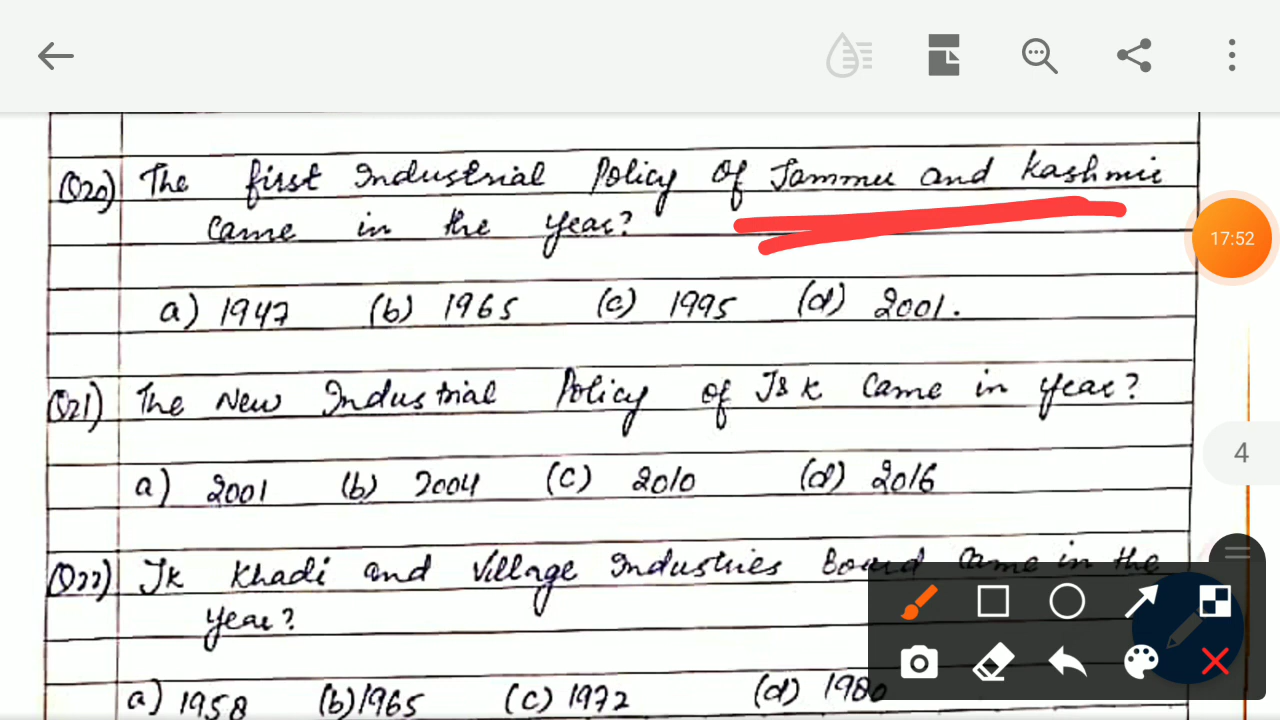 17:52
Q20) The first Industrial Policy of Jammu and Kashmir
came in the year?
a) 1947 (b) 1965 (c) 1995 (d) 2001.
Q21) The New Industrial Policy of J&K Came in year?
a) 2001 (b) 2004 (C) 2010 (d) 2016
4
Q22) JK Khadi and Village Industries Board Came in the
year?
a) 1958 (b) 1965 (c) 1972 (d) 1980